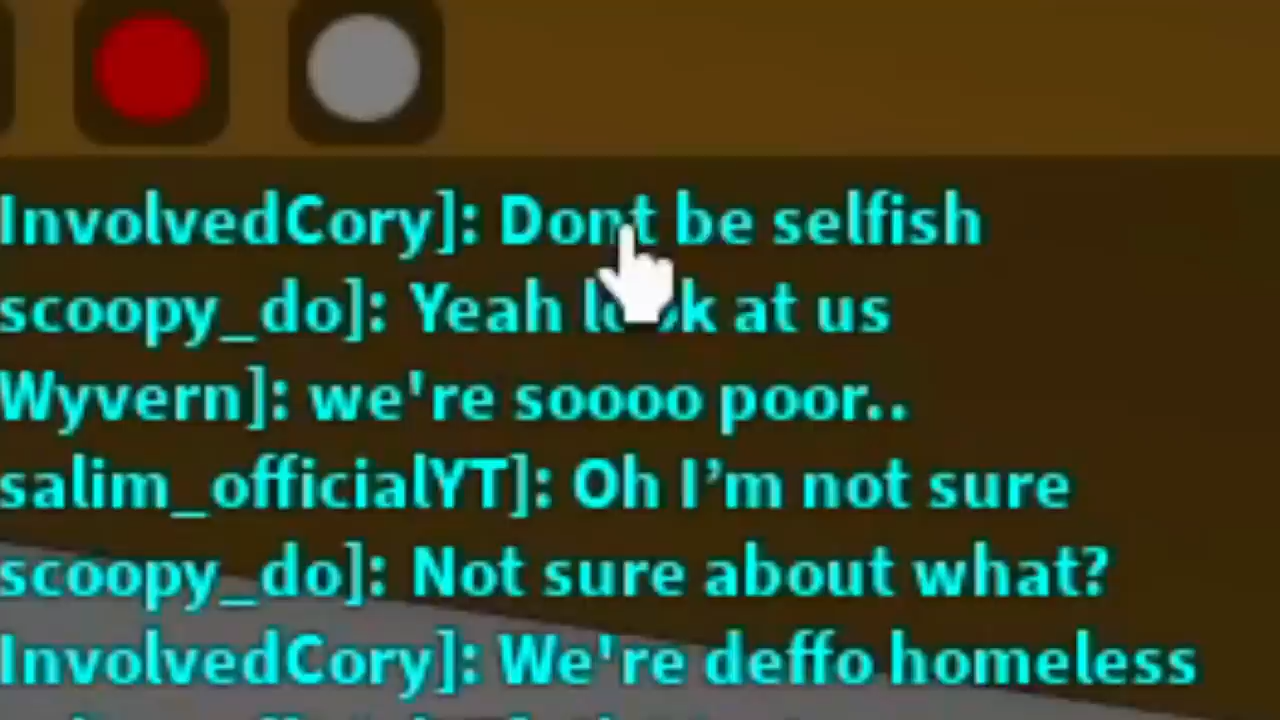 InvolvedCory]: Dont be selfish
scoopy_do]: Yeah look at us
Wyvern]: we're soooo poor..
salim_officialYT]: Oh I’m not sure
scoopy_do]: Not sure about what?
InvolvedCory]: We're deffo homeless